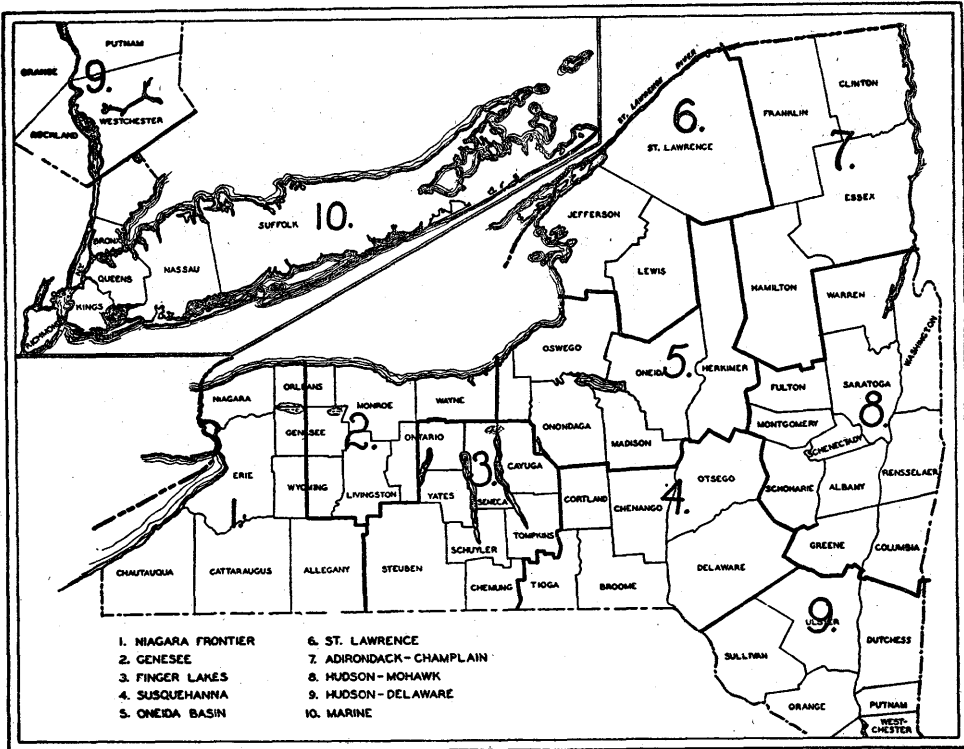 PUTNAM
ORANGE
9.
WESTCHESTER
ROCKLAND
SUFFOLK
10.
BRONX
NASSAU
QUEENS
KINGS
RICHMOND
ST. LAWRENCE RIVER
6.
ST. LAWRENCE
FRANKLIN
CLINTON
7.
ESSEX
JEFFERSON
LEWIS
HAMILTON
WARREN
WASHINGTON
OSWEGO
ONEIDA
5.
HERKIMER
FULTON
SARATOGA
8.
NIAGARA
ORLEANS
MONROE
WAYNE
GENESEE
2.
ONTARIO
ONONDAGA
MADISON
MONTGOMERY
SCHENECTADY
ERIE
WYOMING
LIVINGSTON
YATES
3.
SENECA
CAYUGA
CORTLAND
CHENANGO
4.
OTSEGO
SCHOHARIE
ALBANY
RENSSELAER
1
TOMPKINS
SCHUYLER
GREENE
COLUMBIA
CHAUTAUQUA
CATTARAUGUS
ALLEGANY
STEUBEN
CHEMUNG
TIOGA
BROOME
DELAWARE
9.
ULSTER
DUTCHESS
SULLIVAN
ORANGE
PUTNAM
WEST-
CHESTER
1. NIAGARA FRONTIER
2. GENESEE
3. FINGER LAKES
4. SUSQUEHANNA
5. ONEIDA BASIN
6. ST. LAWRENCE
7. ADIRONDACK-CHAMPLAIN
8. HUDSON-MOHAWK
9. HUDSON-DELAWARE
10. MARINE